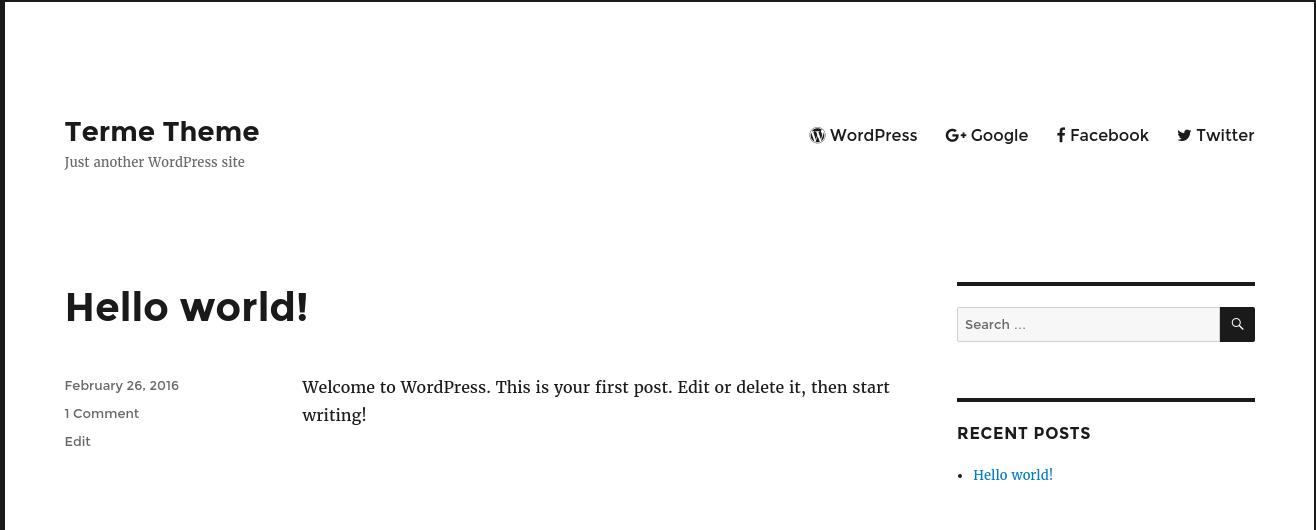 Terme Theme
Just another WordPress site
WordPress Google Facebook Twitter
Hello world!
February 26, 2016
1 Comment
Edit
Welcome to WordPress. This is your first post. Edit or delete it, then start
writing!
Search ...
RECENT POSTS
Hello world!